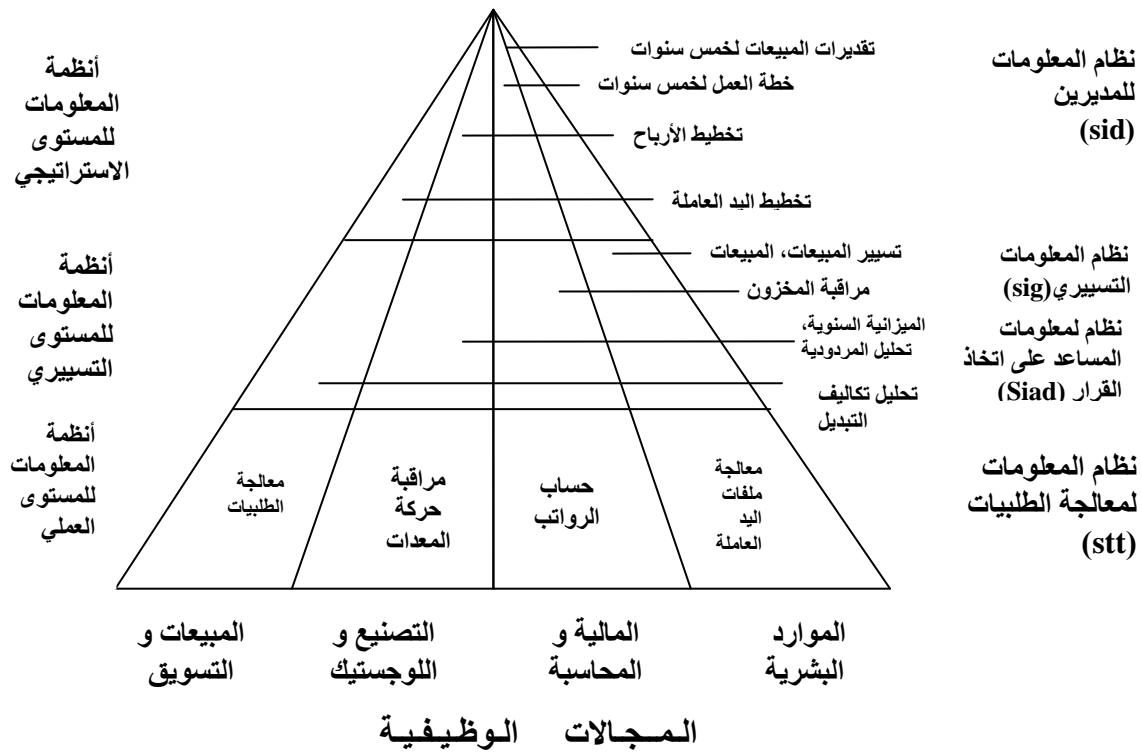 تقديرات المبيعات لخمس سنوات
خطة العمل لخمس سنوات
تخطيط الأرباح
تخطيط اليد العاملة
نظام المعلومات
للمديرين
(sid)
أنظمة
المعلومات
للمستوى
الاستراتيجي
تسيير المبيعات، المبيعات
مراقبة المخزون
الميزانية السنوية،
تحليل المردودية
تحليل تكاليف
التبديل
نظام المعلومات
التسييري(sig)
نظام لمعلومات
المساعد على اتخاذ
القرار (Siad)
أنظمة
المعلومات
للمستوى
التسييري
نظام المعلومات
لمعالجة الطلبيات
(stt)
معالجة
ملفات
اليد
العاملة
حساب
الرواتب
مراقبة
حركة
المعدات
معالجة
الطلبيات
أنظمة
المعلومات
للمستوى
العملي
الموارد
البشرية
المالية و
المحاسبة
التصنيع و
اللوجستيك
المبيعات و
التسويق
المـجـالات الـوظـيـفـيـة